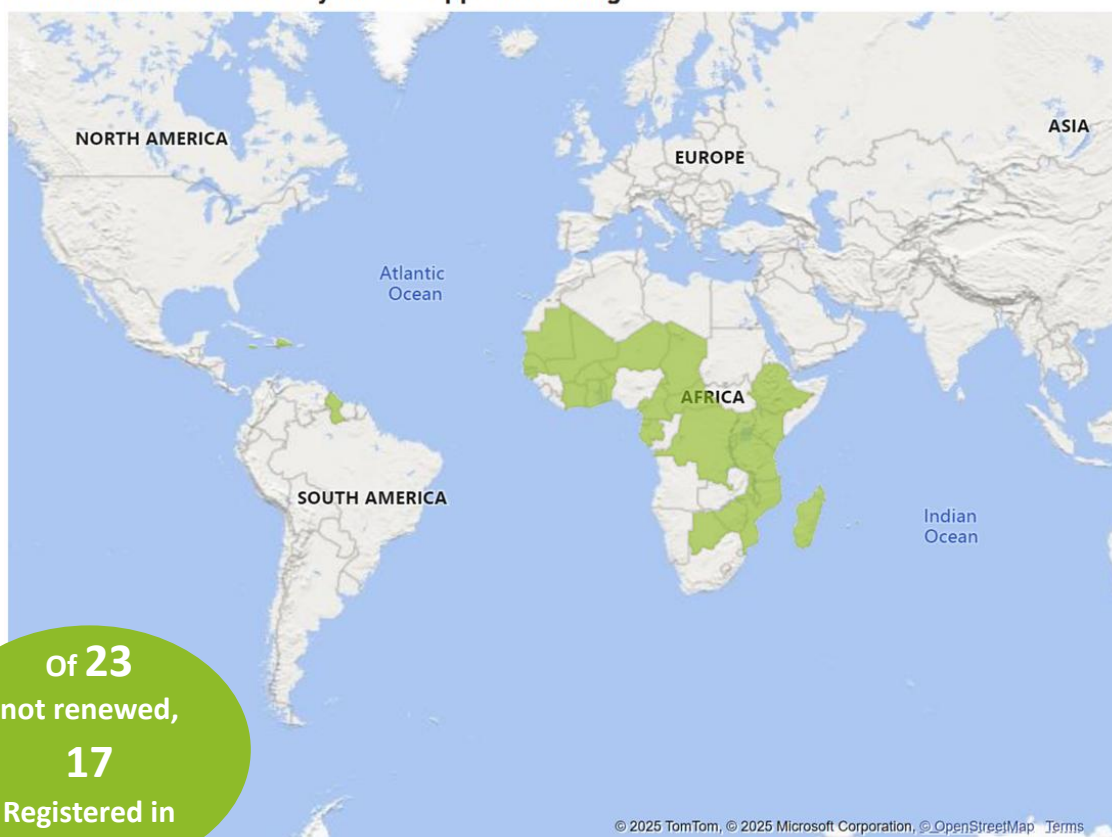 NORTH AMERICA
ASIA
EUROPE
Atlantic
Ocean
AFRICA
SOUTH AMERICA
Indian
Ocean
Of 23
not renewed,
17
Registered in
© 2025 TomTom, © 2025 Microsoft Corporation, © OpenStreetMap Terms